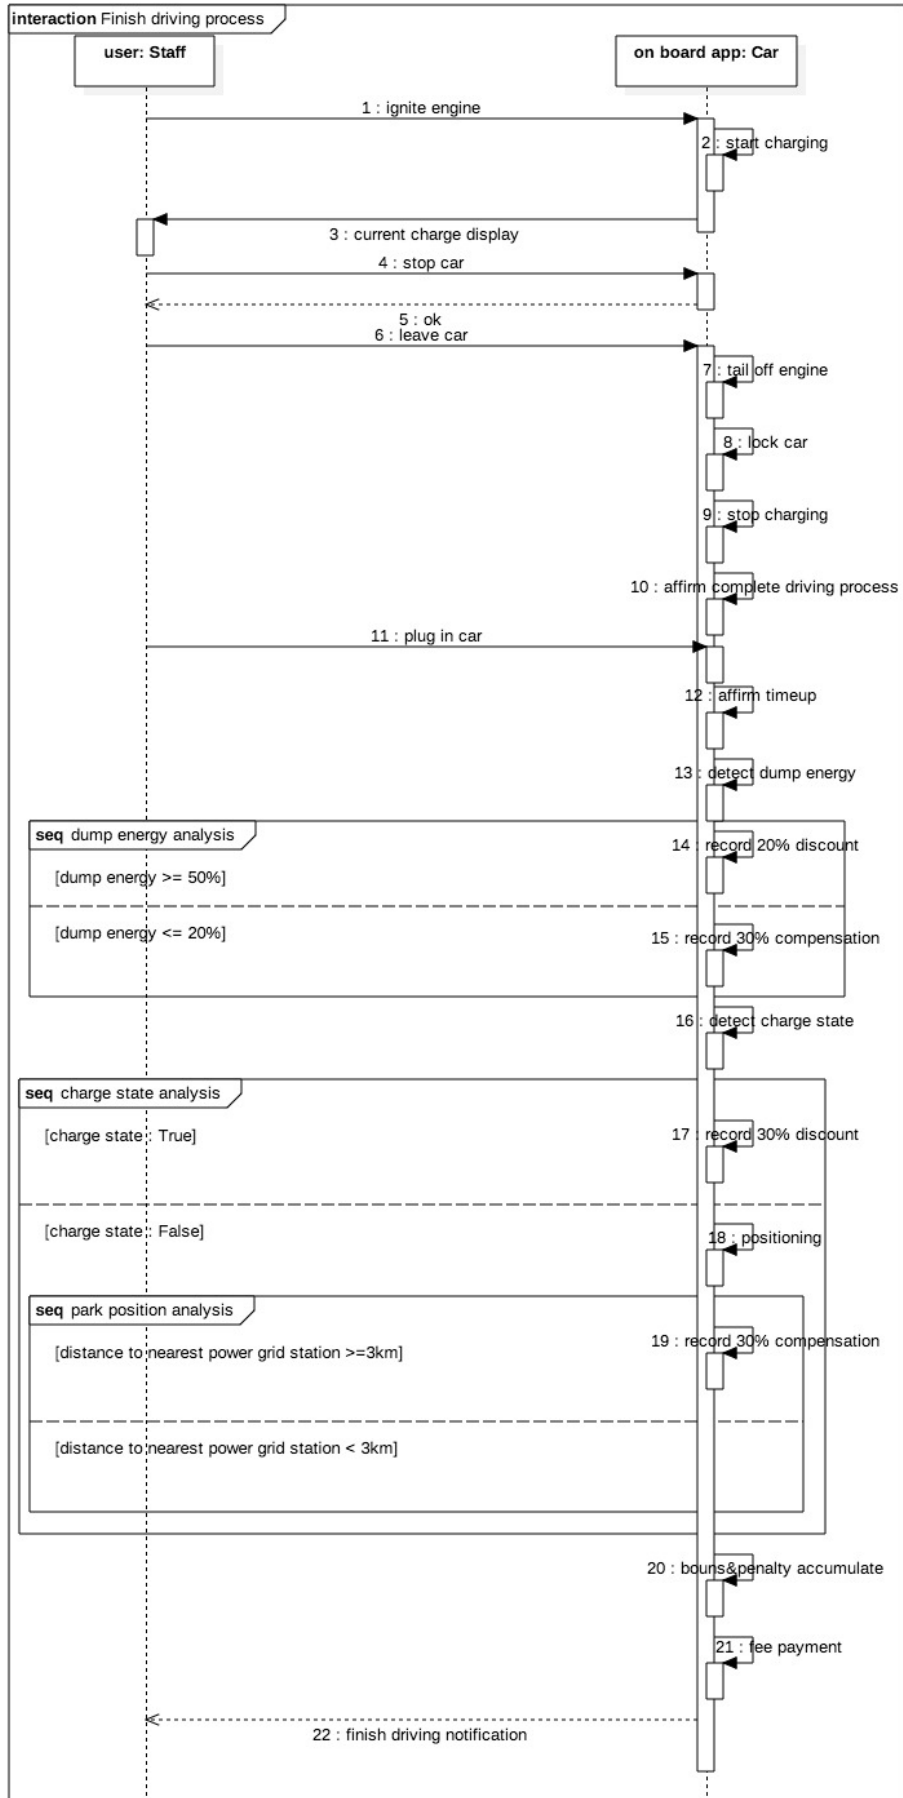 interaction Finish driving process
user: Staff
on board app: Car
1 : ignite engine
2 : start charging
3 : current charge display
4 : stop car
5 : ok
6 : leave car
7 : tail off engine
8 : lock car
9 : stop charging
10 : affirm complete driving process
11 : plug in car
12 : affirm timeup
13 : detect dump energy
seq dump energy analysis
14 : record 20% discount
[dump energy >= 50%]
[dump energy <= 20%]
15 : record 30% compensation
16 : detect charge state
seq charge state analysis
[charge state : True]
17 : record 30% discount
[charge state : False]
18 : positioning
seq park position analysis
19 : record 30% compensation
[distance to nearest power grid station >=3km]
[distance to nearest power grid station < 3km]
20 : bouns&penalty accumulate
21 : fee payment
22 : finish driving notification